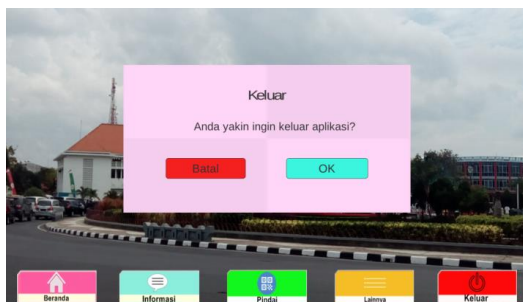 Keluar
Anda yakin ingin keluar aplikasi?
Batal
OK
Beranda
Informasi
Pindai
Lainnya
Keluar